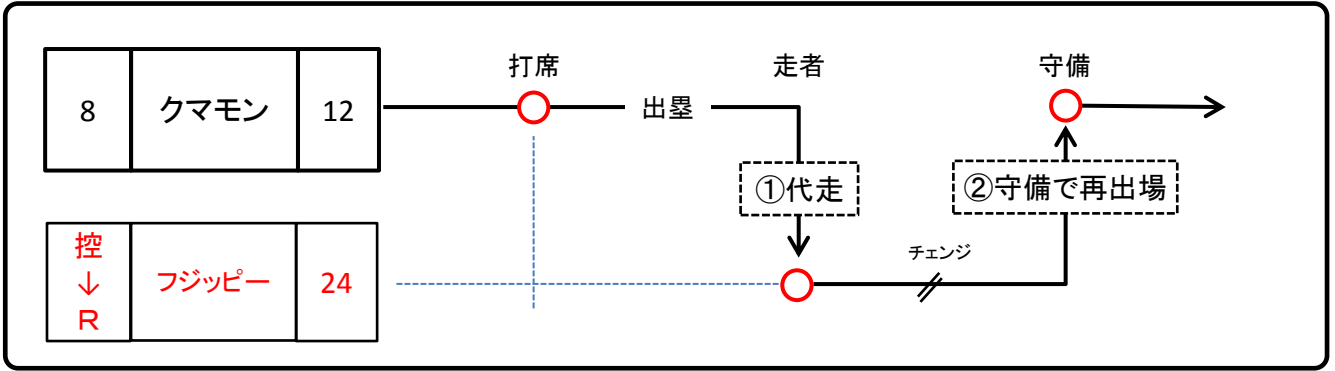 打席
走者
守備
8
クマモン
12
出塁
①代走
②守備で再出場
チェンジ
控
↓
R
フジッピー
24